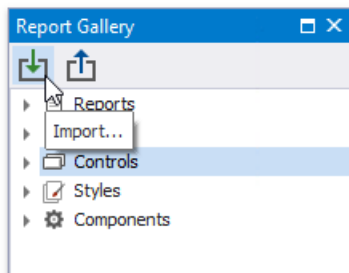 Report Gallery
Reports
Import...
Controls
Styles
Components